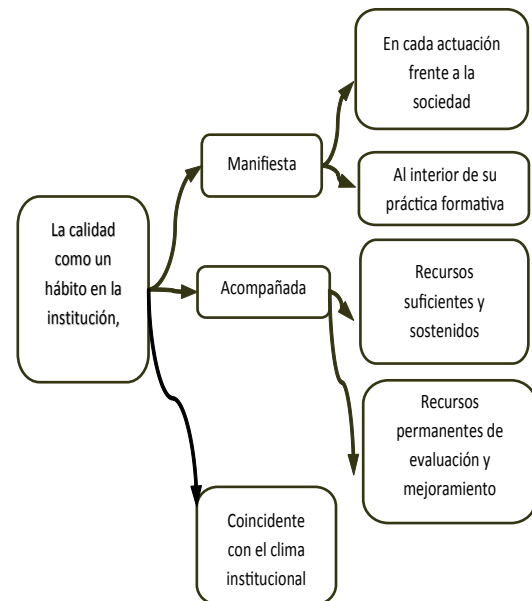 La calidad
como un
hábito en la
institución,
Manifiesta
En cada actuación
frente a la
sociedad
Al interior de su
práctica formativa
Acompañada
Recursos
suficientes y
sostenidos
Recursos
permanentes de
evaluación y
mejoramiento
Coincidente
con el clima
institucional